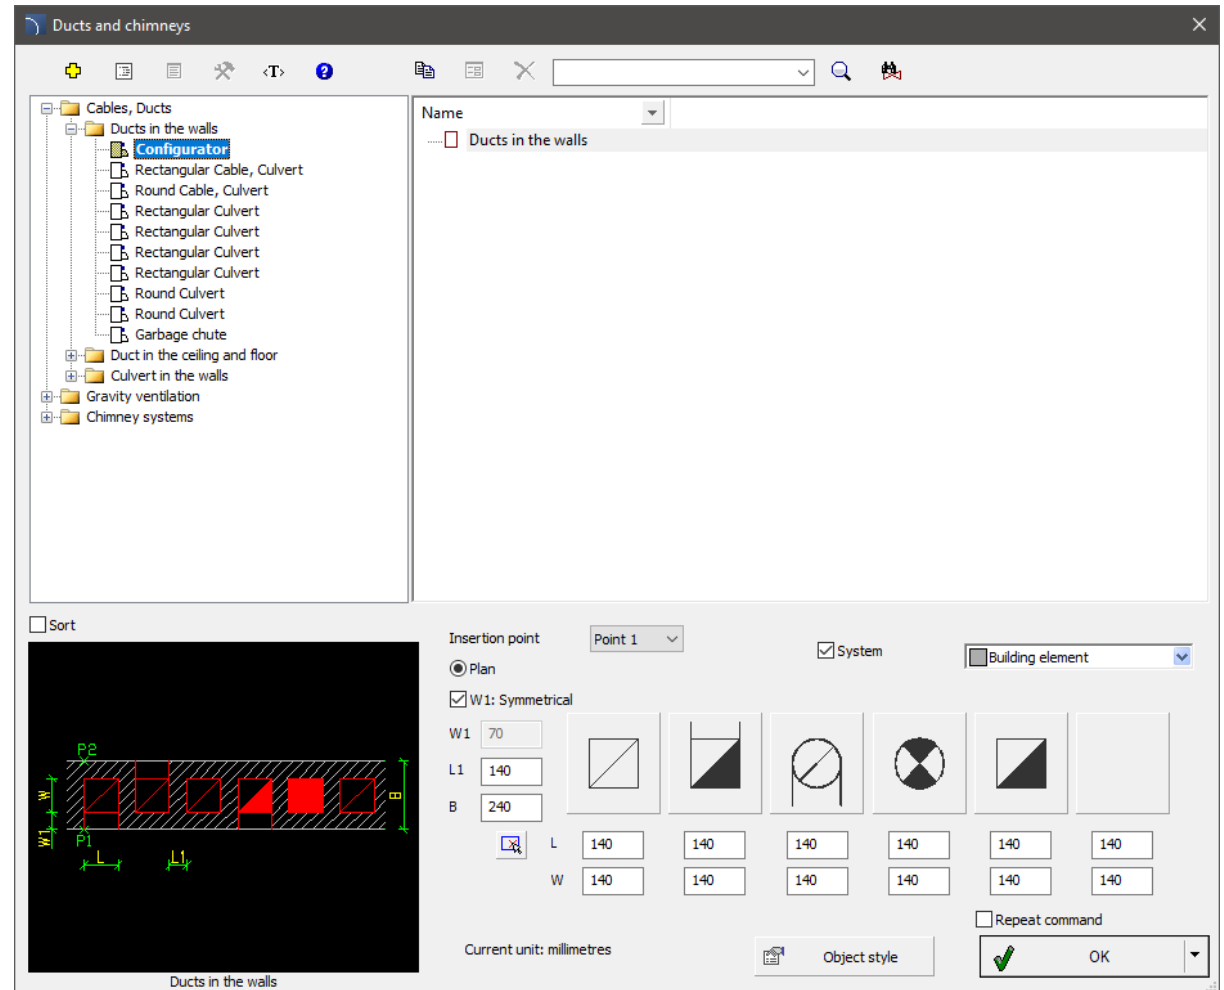 Ducts and chimneys
<T>
Cables, Ducts
Ducts in the walls
Configurator
Rectangular Cable, Culvert
Round Cable, Culvert
Rectangular Culvert
Rectangular Culvert
Rectangular Culvert
Rectangular Culvert
Round Culvert
Round Culvert
Garbage chute
Duct in the ceiling and floor
Culvert in the walls
Gravity ventilation
Chimney systems
Name
Ducts in the walls
Sort
P2
W
B
W1
P1
L
L1
Ducts in the walls
Insertion point
Point 1
System
Building element
Plan
W1: Symmetrical
W1 70
L1 140
B 240
L 140 140 140 140 140 140
W 140 140 140 140 140 140
Repeat command
Current unit: millimetres
Object style
OK